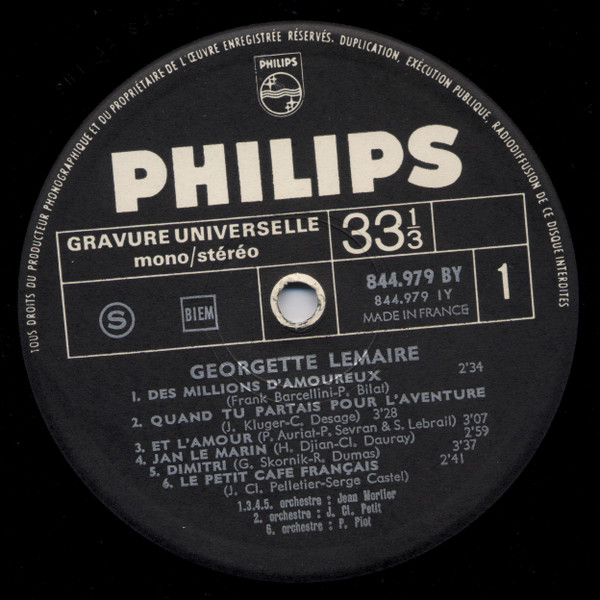 TOUS DROITS DU PRODUCTEUR PHONOGRAPHIQUE ET DU PROPRIÉTAIRE DE L'ŒUVRE ENREGISTRÉE RÉSERVÉS. DUPLICATION, EXÉCUTION PUBLIQUE, RADIODIFFUSION DE CE DISQUE INTERDITES
PHILIPS
PHILIPS
GRAVURE UNIVERSELLE
mono/stéréo
33 1/3
S
BIEM
844.979 BY
844.979 IY
MADE IN FRANCE
1
GEORGETTE LEMAIRE
1. DES MILLIONS D'AMOUREUX 2'34
(Frank Barcellini-P. Bilat)
2. QUAND TU PARTAIS POUR L'AVENTURE
(J. Kluger-C. Desage) 3'28
3. ET L'AMOUR (P. Auriat-P. Sevran & S. Lebrail) 3'07
4. JAN LE MARIN (H. Djian-Cl. Dauray) 2'59
5. DIMITRI (G. Skornik-R. Dumas) 3'37
6. LE PETIT CAFE FRANÇAIS 2'41
(J. Cl. Pelletier-Serge Castel)
1.3.4.5. orchestre : Jean Morlier
2. orchestre : J. Cl. Petit
6. orchestre : P. Piot